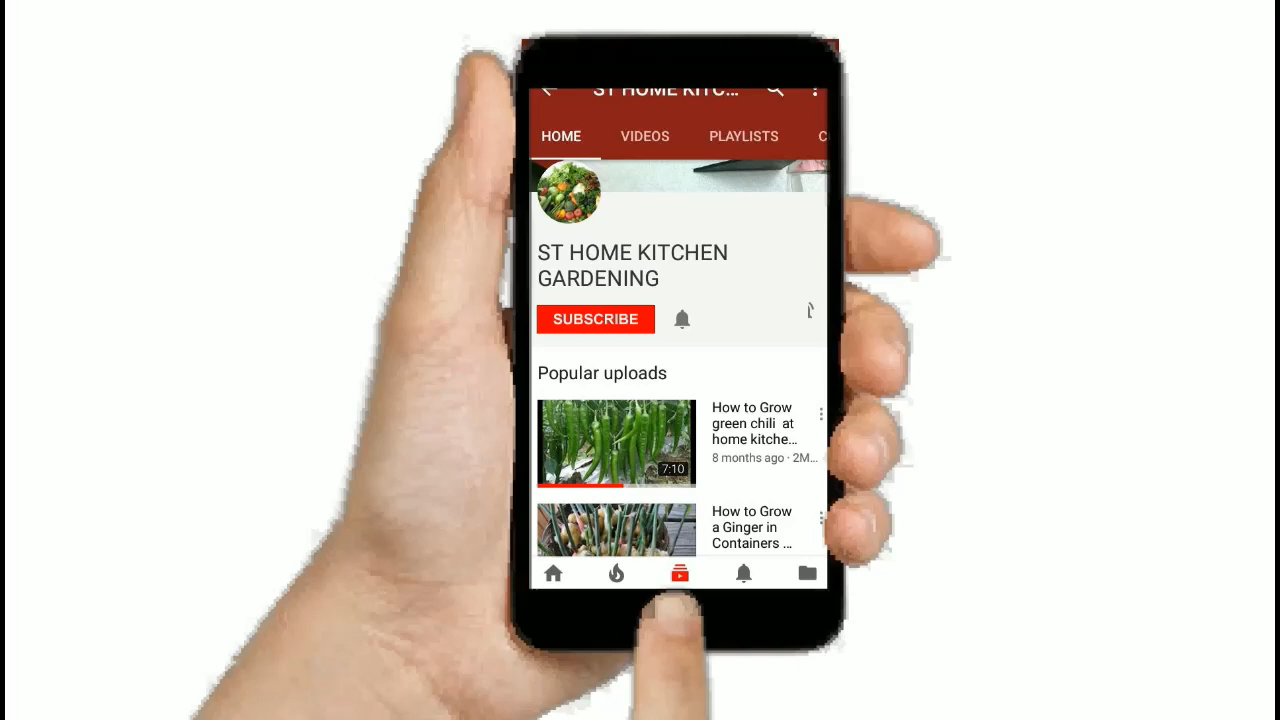 ST HOME KITC...
HOME VIDEOS PLAYLISTS C
ST HOME KITCHEN
GARDENING
SUBSCRIBE
Popular uploads
How to Grow
green chili at
home kitche...
8 months ago · 2M...
7:10
How to Grow
a Ginger in
Containers ...